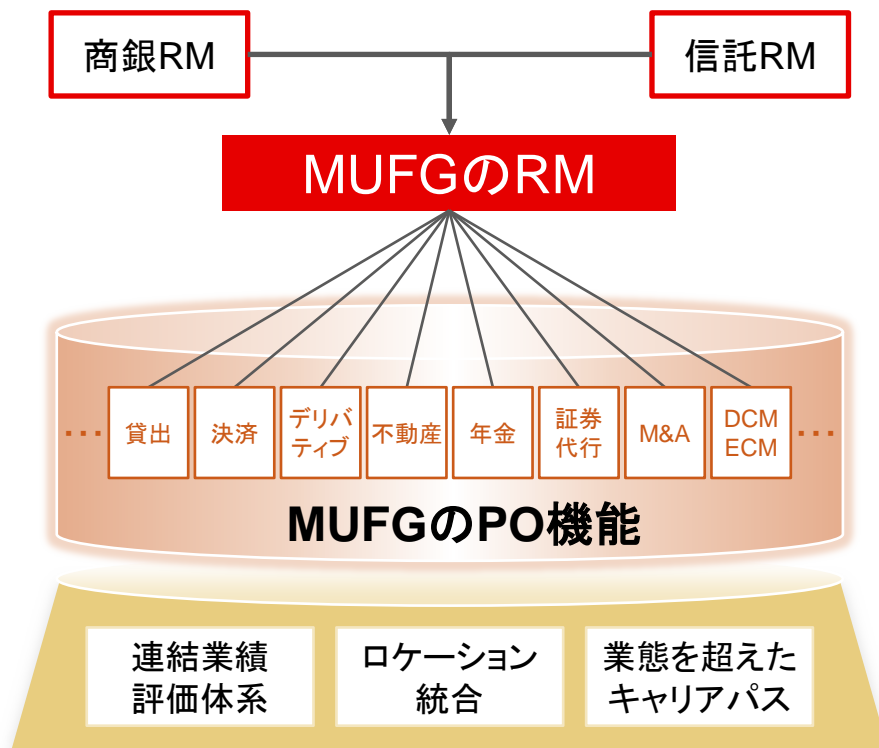 商銀RM
信託RM
MUFGのRM
…
貸出
決済
デリバ
ティブ
不動産
年金
証券
代行
M&A
DCM
ECM
…
MUFGのPO機能
連結業績
評価体系
ロケーション
統合
業態を超えた
キャリアパス